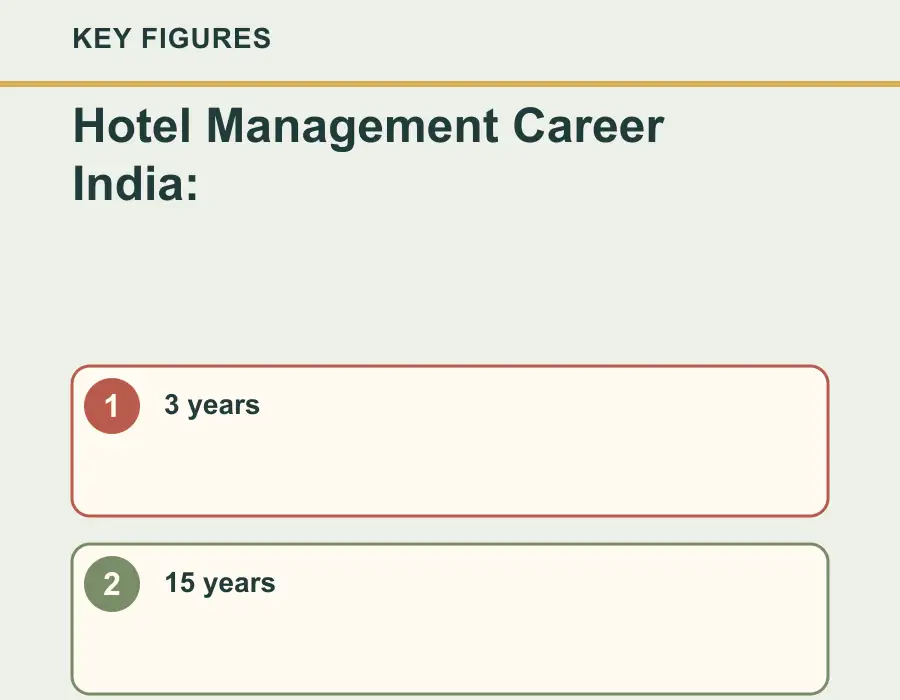 KEY FIGURES
Hotel Management Career
India:
1 3 years
2 15 years